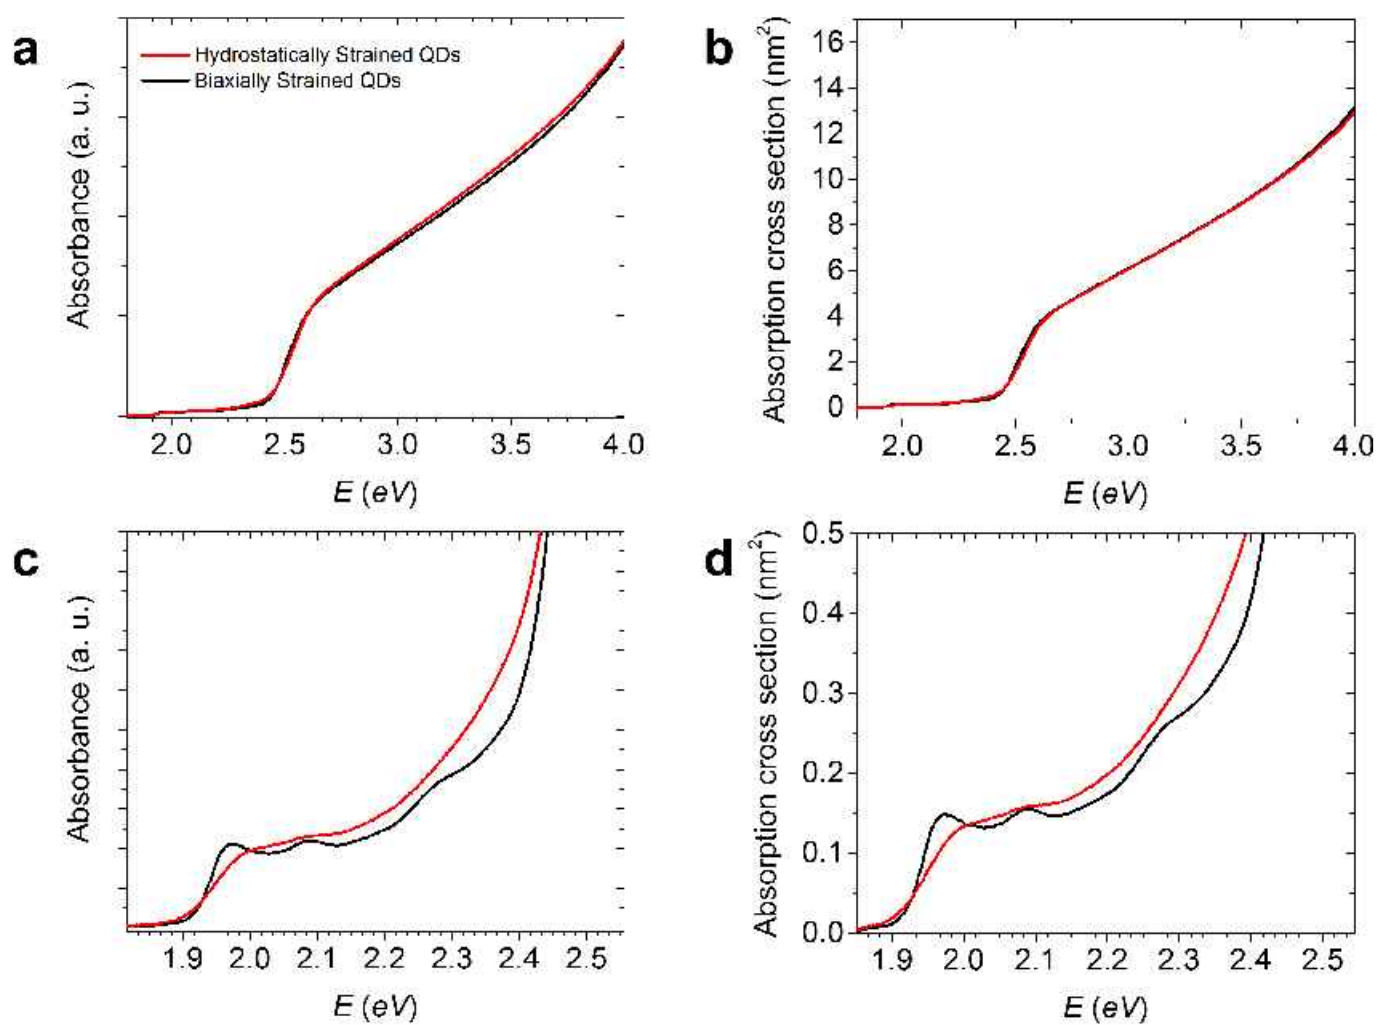 a
Hydrostatically Strained QDs
Biaxially Strained QDs
Absorbance (a. u.)
2.0 2.5 3.0 3.5 4.0
E (eV)
b
Absorption cross section (nm²)
16
14
12
10
8
6
4
2
0
2.0 2.5 3.0 3.5 4.0
E (eV)
c
Absorbance (a. u.)
1.9 2.0 2.1 2.2 2.3 2.4 2.5
E (eV)
d
Absorption cross section (nm²)
0.5
0.4
0.3
0.2
0.1
0.0
1.9 2.0 2.1 2.2 2.3 2.4 2.5
E (eV)